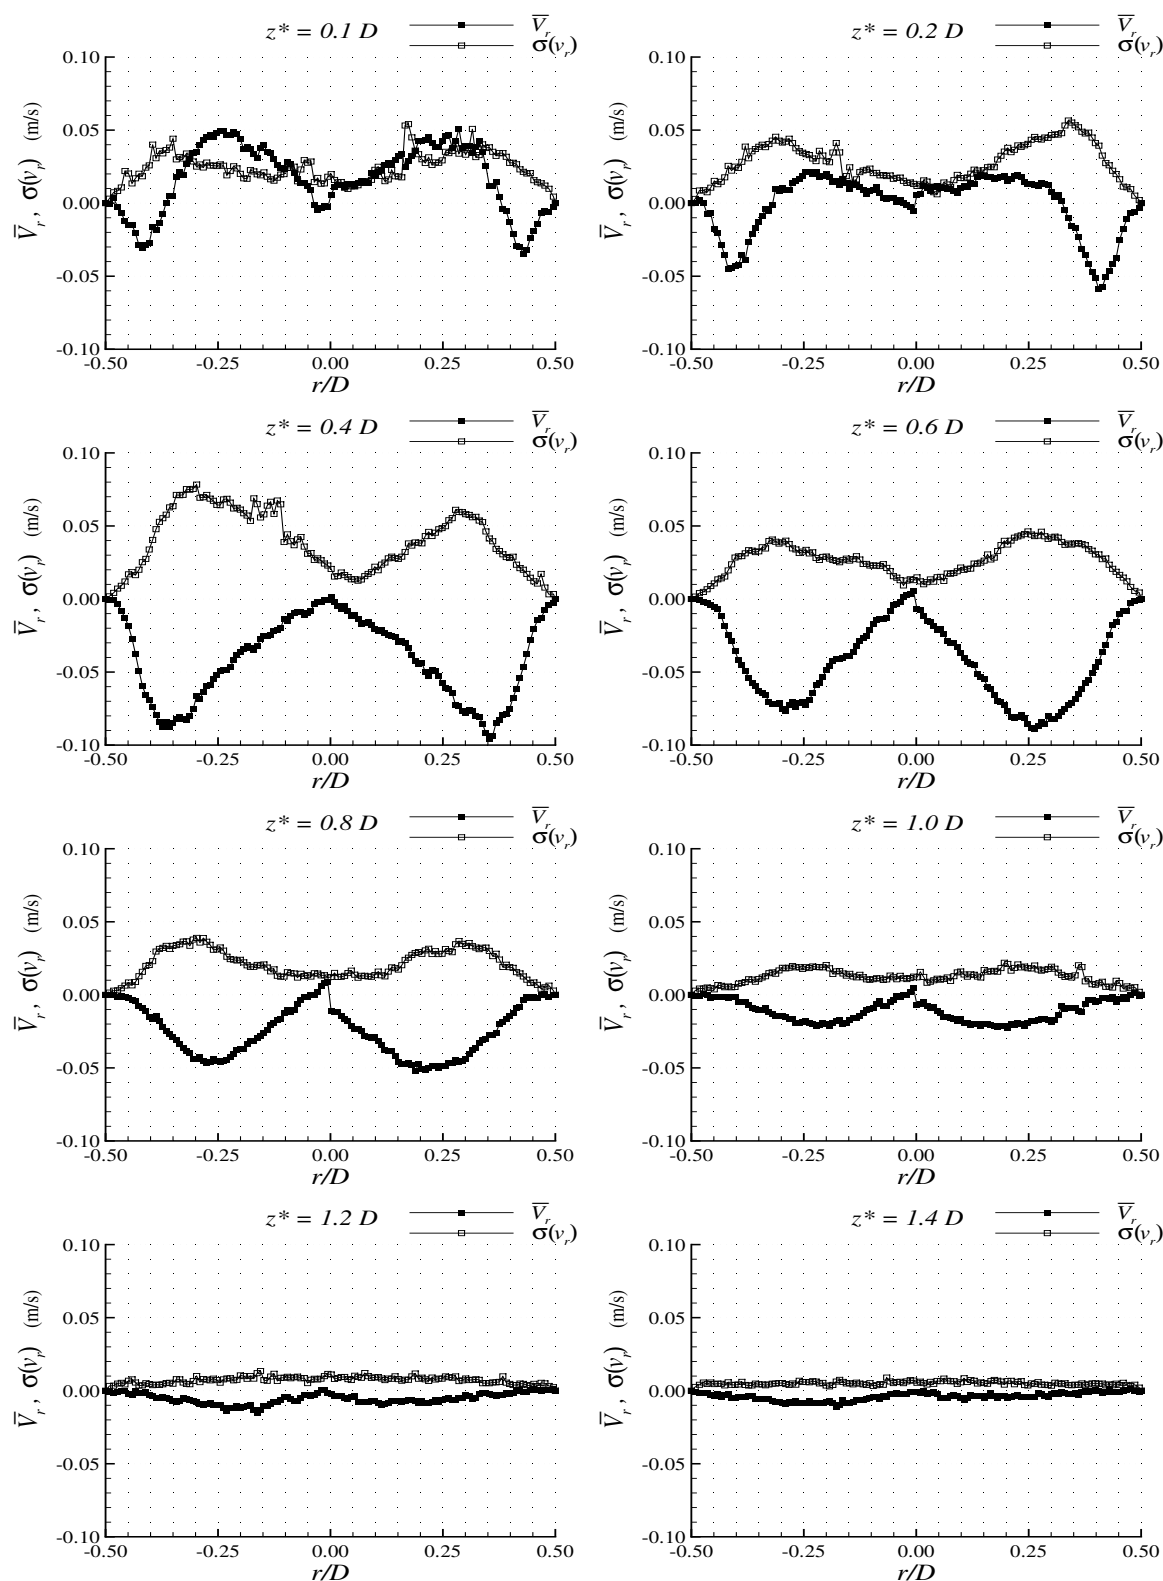 z* = 0.1 D
V̅r
σ(vr)
0.10
0.05
0.00
-0.05
-0.10
V̅r, σ(vr) (m/s)
-0.50 -0.25 0.00 0.25 0.50
r/D
z* = 0.2 D
V̅r
σ(vr)
0.10
0.05
0.00
-0.05
-0.10
V̅r, σ(vr) (m/s)
-0.50 -0.25 0.00 0.25 0.50
r/D
z* = 0.4 D
V̅r
σ(vr)
0.10
0.05
0.00
-0.05
-0.10
V̅r, σ(vr) (m/s)
-0.50 -0.25 0.00 0.25 0.50
r/D
z* = 0.6 D
V̅r
σ(vr)
0.10
0.05
0.00
-0.05
-0.10
V̅r, σ(vr) (m/s)
-0.50 -0.25 0.00 0.25 0.50
r/D
z* = 0.8 D
V̅r
σ(vr)
0.10
0.05
0.00
-0.05
-0.10
V̅r, σ(vr) (m/s)
-0.50 -0.25 0.00 0.25 0.50
r/D
z* = 1.0 D
V̅r
σ(vr)
0.10
0.05
0.00
-0.05
-0.10
V̅r, σ(vr) (m/s)
-0.50 -0.25 0.00 0.25 0.50
r/D
z* = 1.2 D
V̅r
σ(vr)
0.10
0.05
0.00
-0.05
-0.10
V̅r, σ(vr) (m/s)
-0.50 -0.25 0.00 0.25 0.50
r/D
z* = 1.4 D
V̅r
σ(vr)
0.10
0.05
0.00
-0.05
-0.10
V̅r, σ(vr) (m/s)
-0.50 -0.25 0.00 0.25 0.50
r/D